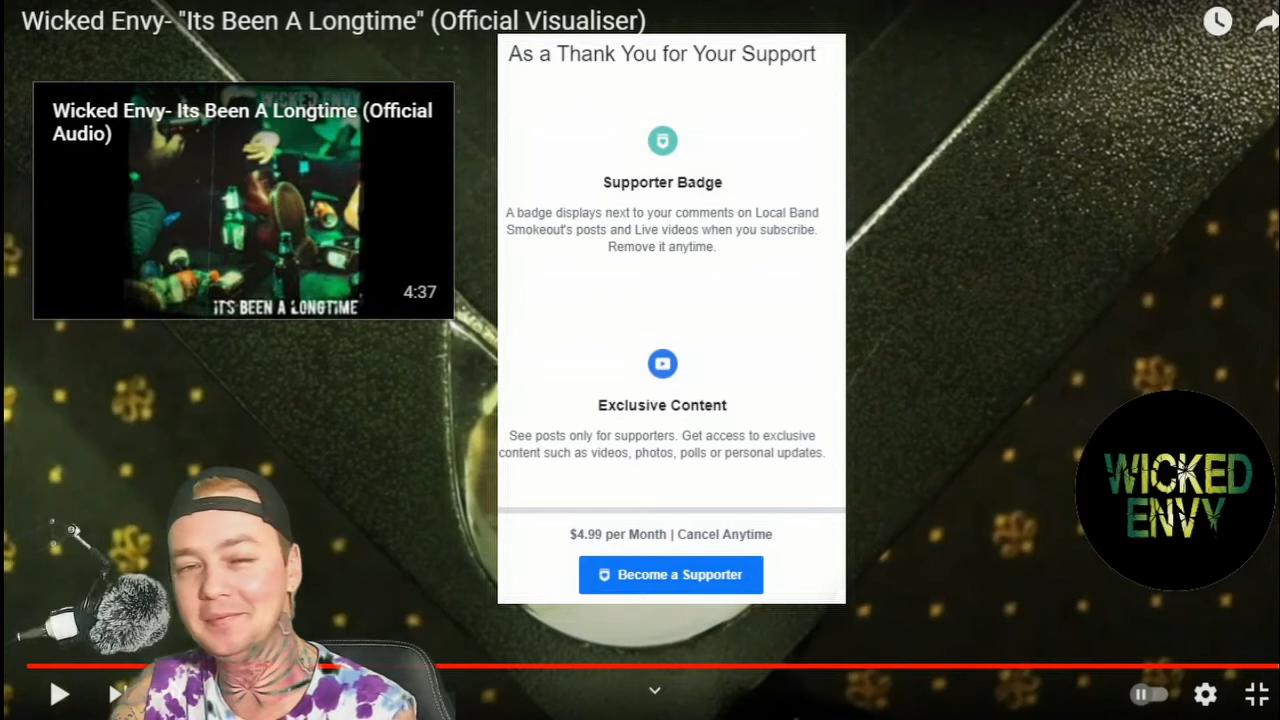 Wicked Envy- "Its Been A Longtime" (Official Visualiser)
As a Thank You for Your Support
Wicked Envy- Its Been A Longtime (Official
Audio)
WICKED ENVY
4:37
ITS BEEN A LONGTIME
Supporter Badge
A badge displays next to your comments on Local Band
Smokeout's posts and Live videos when you subscribe.
Remove it anytime.
Exclusive Content
See posts only for supporters. Get access to exclusive
content such as videos, photos, polls or personal updates.
$4.99 per Month | Cancel Anytime
Become a Supporter
WICKED
ENVY